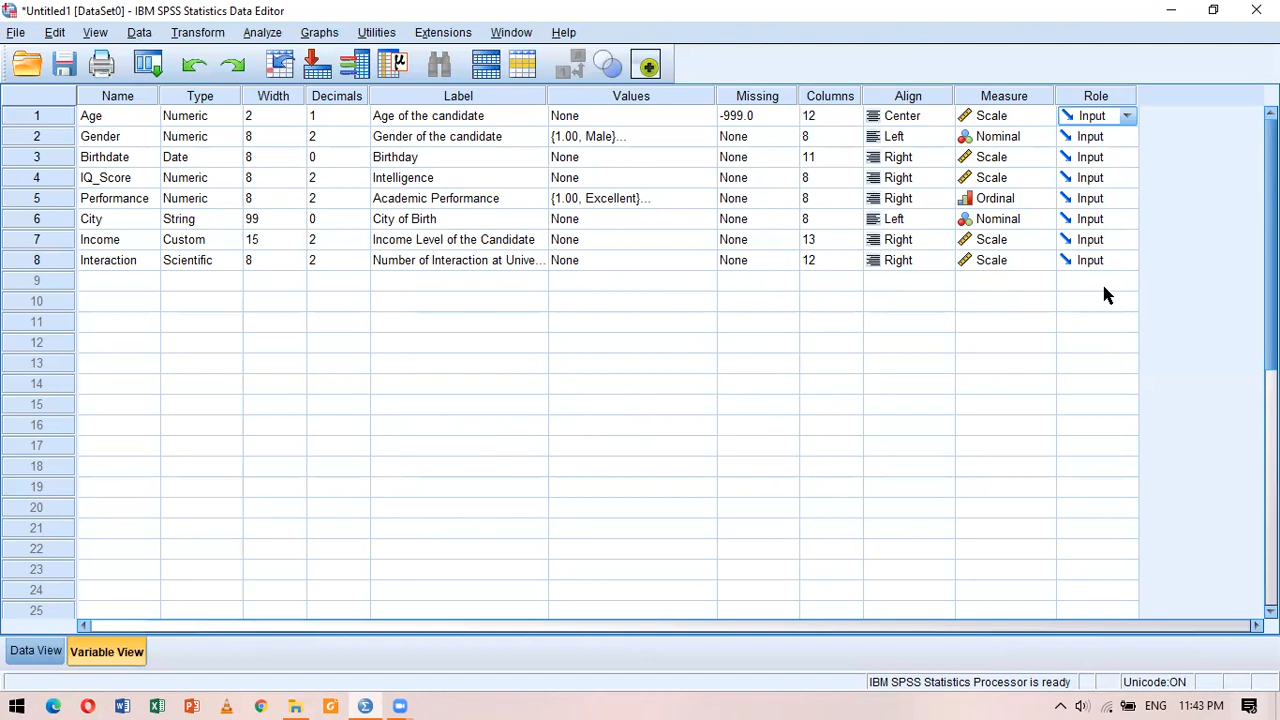 *Untitled1 [DataSet0] - IBM SPSS Statistics Data Editor
File Edit View Data Transform Analyze Graphs Utilities Extensions Window Help
Name Type Width Decimals Label Values Missing Columns Align Measure Role
1 Age Numeric 2 1 Age of the candidate None -999.0 12 Center Scale Input
2 Gender Numeric 8 2 Gender of the candidate {1.00, Male}... None 8 Left Nominal Input
3 Birthdate Date 8 0 Birthday None None 11 Right Scale Input
4 IQ_Score Numeric 8 2 Intelligence None None 8 Right Scale Input
5 Performance Numeric 8 2 Academic Performance {1.00, Excellent}... None 8 Right Ordinal Input
6 City String 99 0 City of Birth None None 8 Left Nominal Input
7 Income Custom 15 2 Income Level of the Candidate None None 13 Right Scale Input
8 Interaction Scientific 8 2 Number of Interaction at Unive... None None 12 Right Scale Input
9
10
11
12
13
14
15
16
17
18
19
20
21
22
23
24
25
Data View Variable View
IBM SPSS Statistics Processor is ready Unicode:ON
ENG 11:43 PM